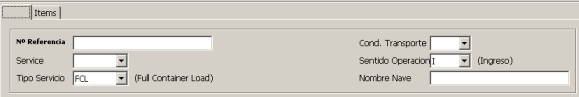 Items
Nº Referencia
Cond. Transporte
Service
Sentido Operacion I (Ingreso)
Tipo Servicio FCL (Full Container Load)
Nombre Nave